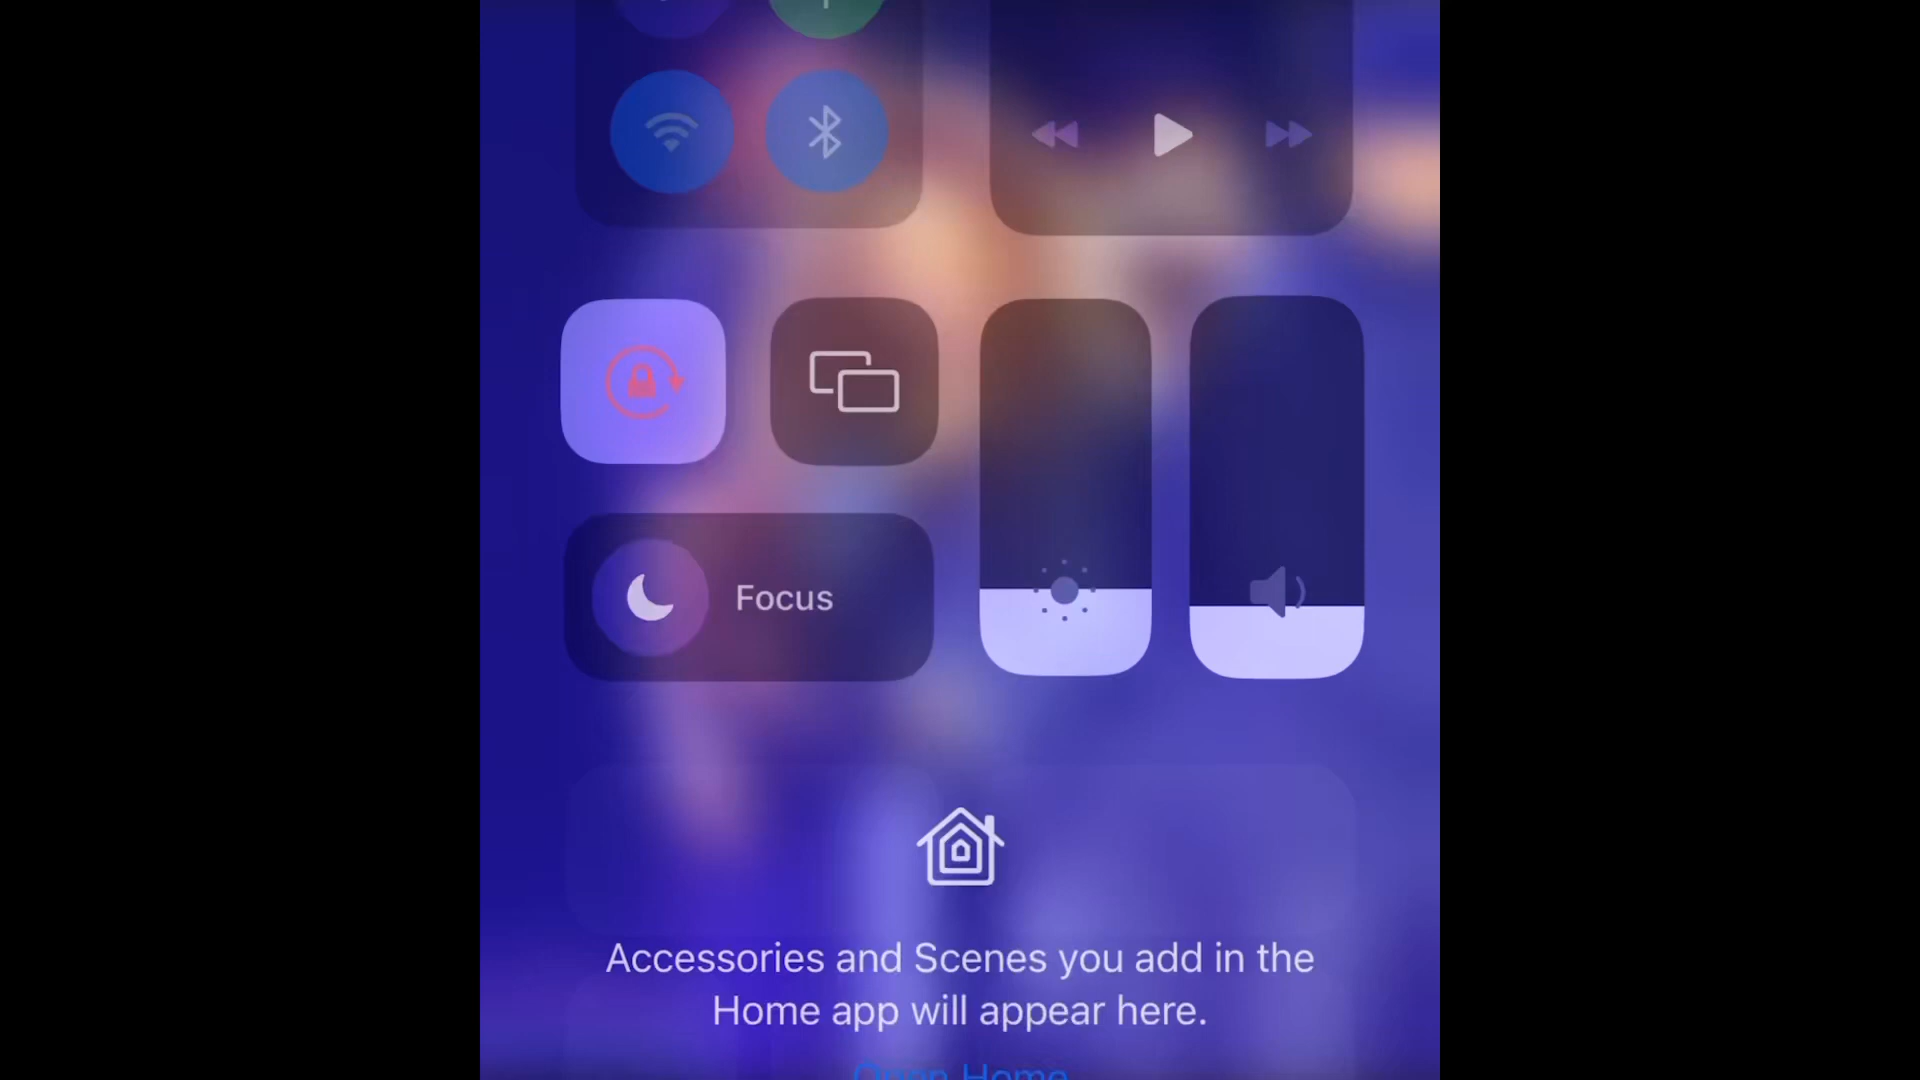 Focus
Accessories and Scenes you add in the
Home app will appear here.
Open Home